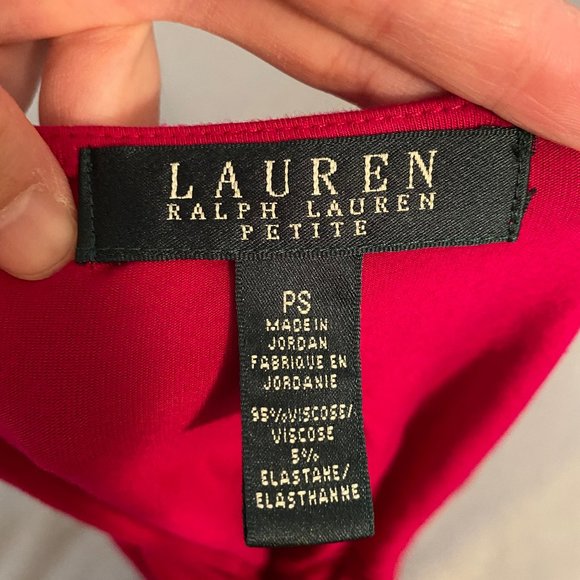 LAUREN
RALPH LAUREN
PETITE
PS
MADE IN
JORDAN
FABRIQUE EN
JORDANIE
95%VISCOSE/
VISCOSE
5%
ELASTANE/
ELASTHANNE